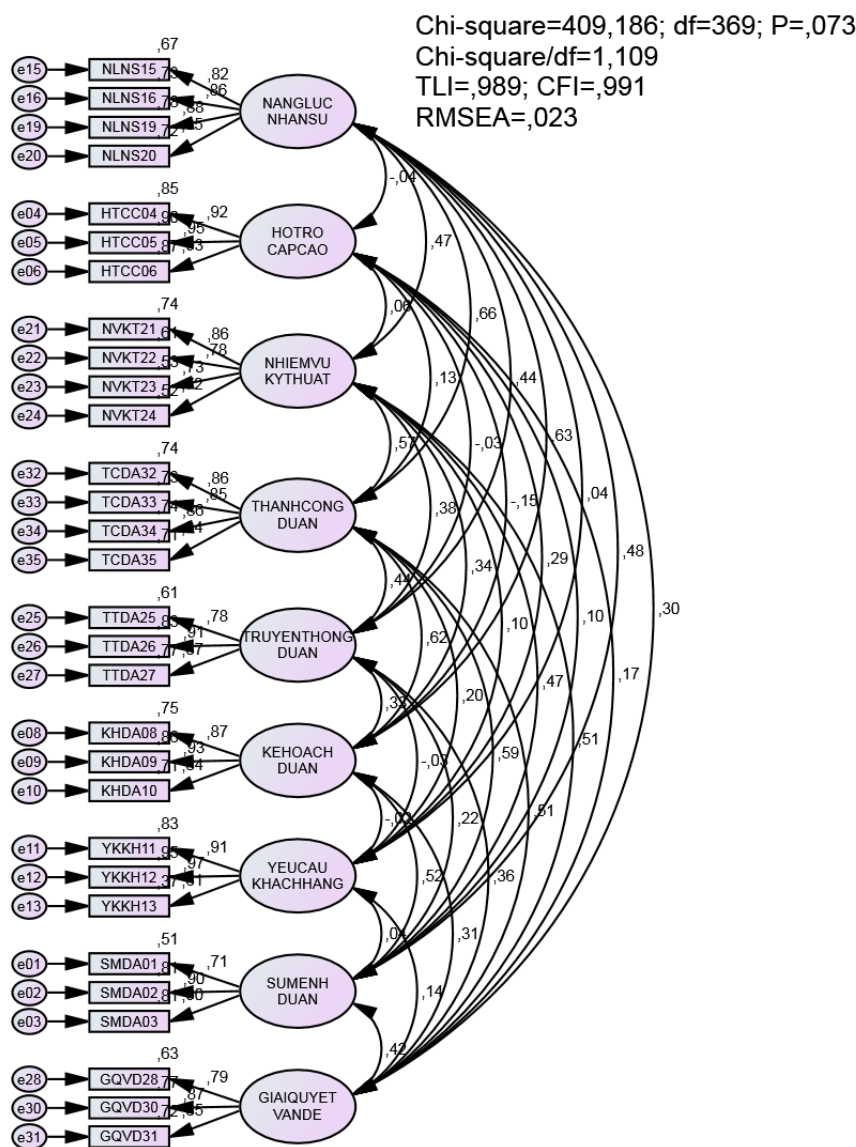 Chi-square=409,186; df=369; P=,073
Chi-square/df=1,109
TLI=,989; CFI=,991
RMSEA=,023
,67
e15 NLNS15 ,82
e16 NLNS16 ,86
e19 NLNS19
e20 NLNS20
NANGLUC
NHANSU
-,04
,85
e04 HTCC04 ,92
e05 HTCC05 ,95
e06 HTCC06
HOTRO
CAPCAO
,47
,06
,66
,74
e21 NVKT21 ,86
e22 NVKT22 ,78
e23 NVKT23 ,73
e24 NVKT24
NHIEMVU
KYTHUAT
,13
,44
,57
-,03
,63
,74
e32 TCDA32 ,86
e33 TCDA33 ,85
e34 TCDA34
e35 TCDA35
THANHCONG
DUAN
,38
-,15
,04
,44
,34
,29
,48
,61
e25 TTDA25 ,78
e26 TTDA26 ,91
e27 TTDA27
TRUYENTHONG
DUAN
,62
,10
,10
,30
,32
,20
,47
,17
,75
e08 KHDA08 ,87
e09 KHDA09 ,93
e10 KHDA10
KEHOACH
DUAN
-,03
,59
,51
,22
,51
,83
e11 YKKH11 ,91
e12 YKKH12 ,97
e13 YKKH13
YEUCAU
KHACHHANG
,52
,36
,04
,31
,51
e01 SMDA01 ,71
e02 SMDA02 ,90
e03 SMDA03
SUMENH
DUAN
,14
,42
,63
e28 GQVD28 ,79
e30 GQVD30 ,87
e31 GQVD31
GIAIQUYET
VANDE